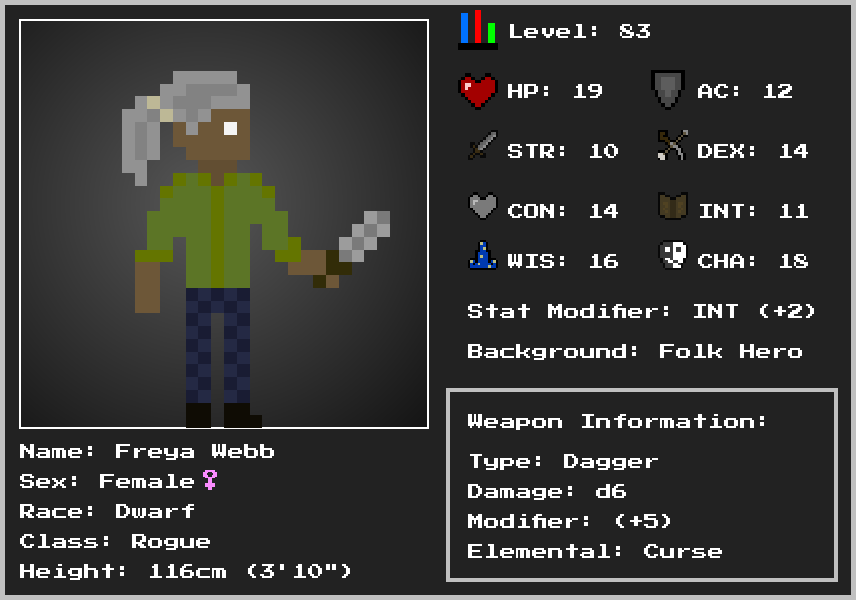 Level: 83
HP: 19
AC: 12
STR: 10
DEX: 14
CON: 14
INT: 11
WIS: 16
CHA: 18
Stat Modifier: INT (+2)
Background: Folk Hero
Weapon Information:
Type: Dagger
Damage: d6
Modifier: (+5)
Elemental: Curse
Name: Freya Webb
Sex: Female♀
Race: Dwarf
Class: Rogue
Height: 116cm (3'10")